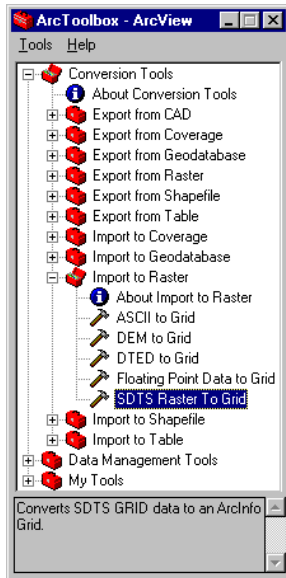 ArcToolbox - ArcView
Tools Help
Conversion Tools
About Conversion Tools
Export from CAD
Export from Coverage
Export from Geodatabase
Export from Raster
Export from Shapefile
Export from Table
Import to Coverage
Import to Geodatabase
Import to Raster
About Import to Raster
ASCII to Grid
DEM to Grid
DTED to Grid
Floating Point Data to Grid
SDTS Raster To Grid
Import to Shapefile
Import to Table
Data Management Tools
My Tools
Converts SDTS GRID data to an ArcInfo
Grid.